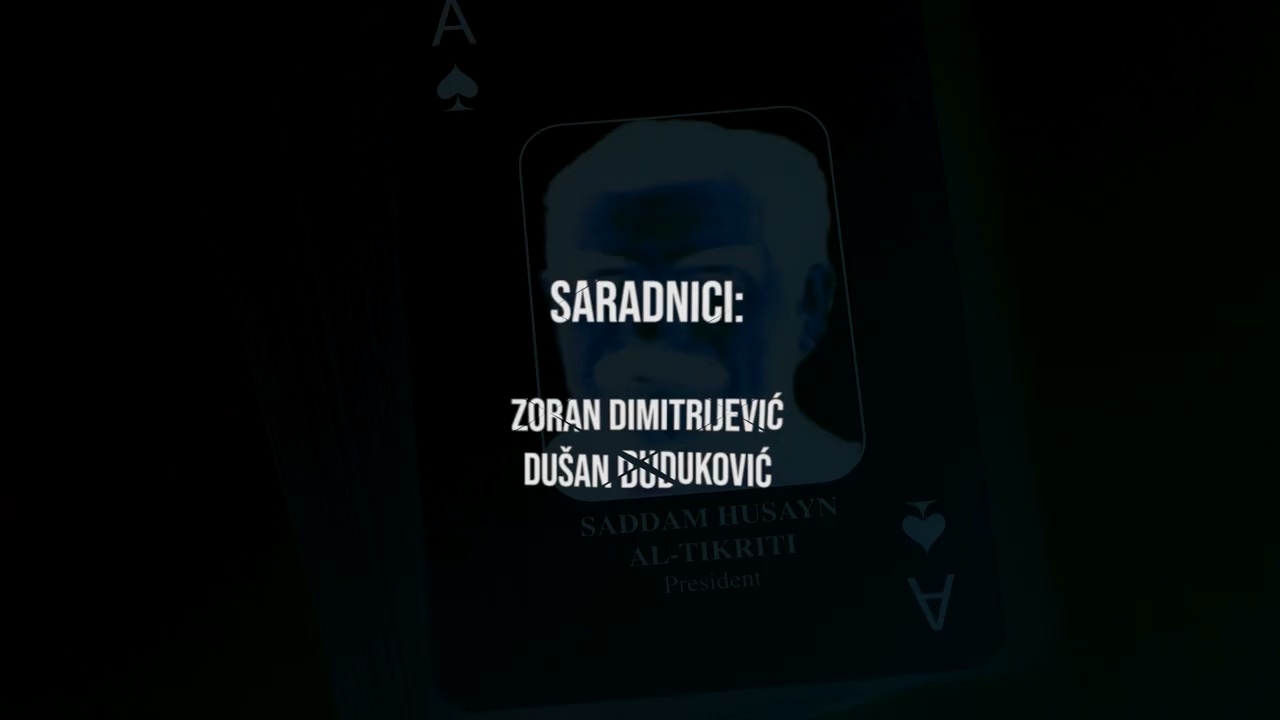 A
SARADNICI:
ZORAN DIMITRIJEVIĆ
DUŠAN DUDUKOVIĆ
SADDAM HUSAYN
AL-TIKRITI
President
A